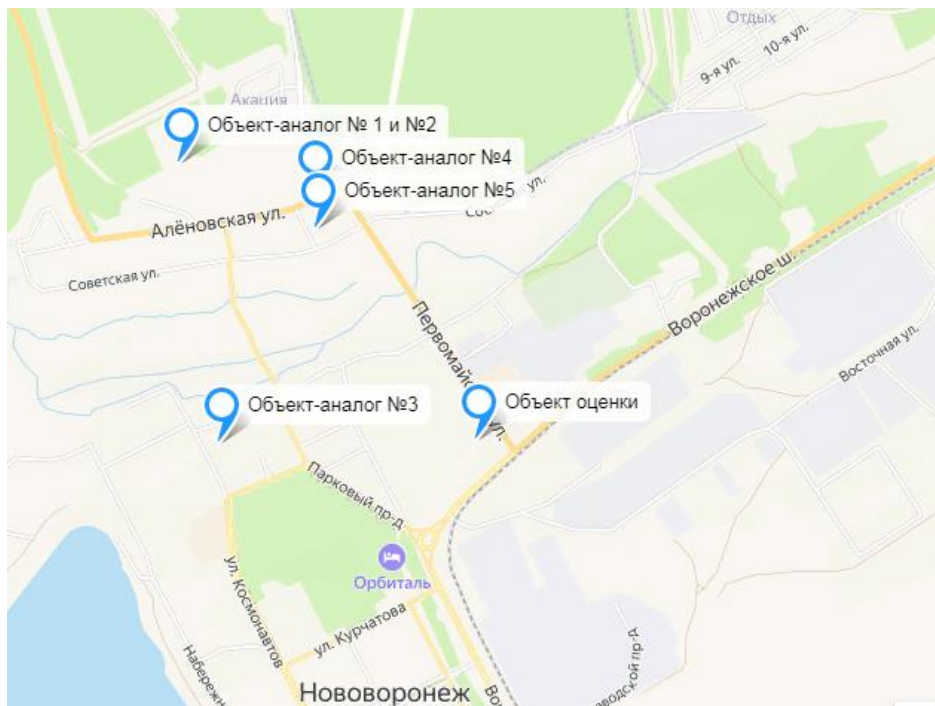 Отдых
10-я ул.
9-я ул.
Акация
Объект-аналог № 1 и №2
Объект-аналог №4
Объект-аналог №5
ул.
Алёновская ул.
Советская ул.
Воронежское ш.
Восточная ул.
Объект-аналог №3
Объект оценки
ул.
Парковый пр-д
Орбиталь
ул. Космонавтов
ул. Курчатова
Нововоронеж